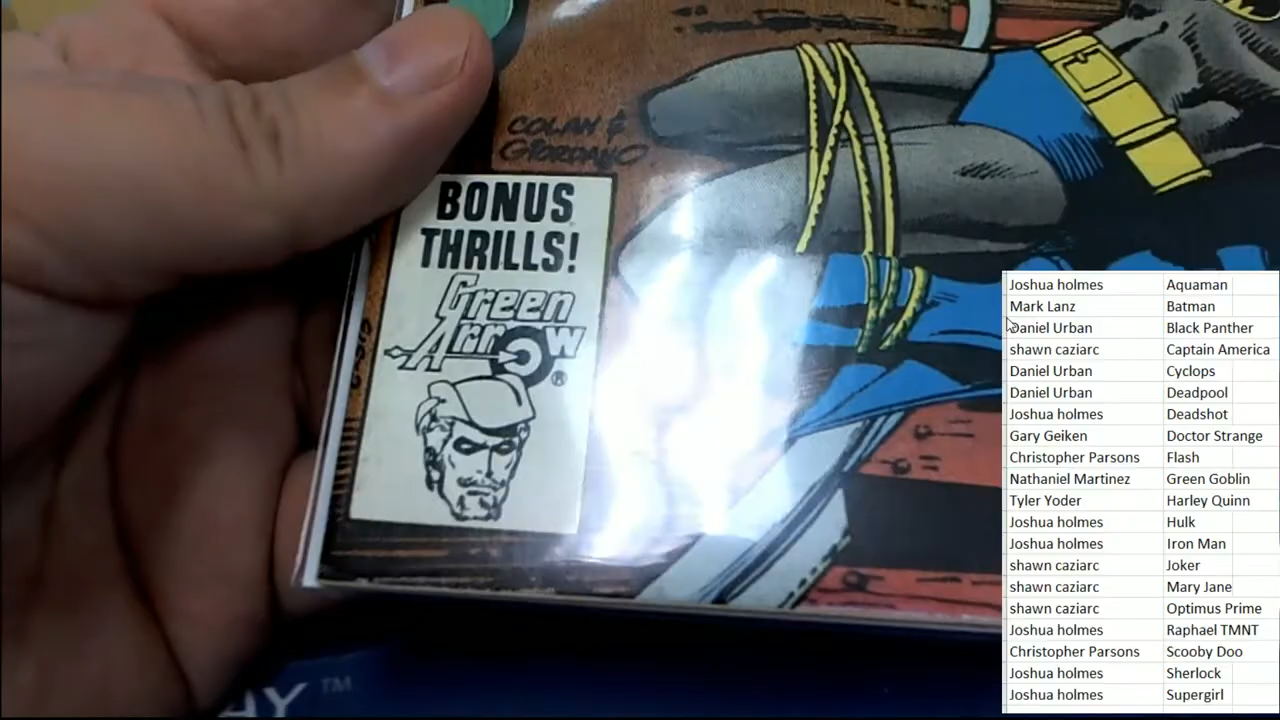 COLAN &
GIORDANO
BONUS
THRILLS!
Green
Arrow
®
HY™
Joshua holmes Aquaman
Mark Lanz Batman
Daniel Urban Black Panther
shawn caziarc Captain America
Daniel Urban Cyclops
Daniel Urban Deadpool
Joshua holmes Deadshot
Gary Geiken Doctor Strange
Christopher Parsons Flash
Nathaniel Martinez Green Goblin
Tyler Yoder Harley Quinn
Joshua holmes Hulk
Joshua holmes Iron Man
shawn caziarc Joker
shawn caziarc Mary Jane
shawn caziarc Optimus Prime
Joshua holmes Raphael TMNT
Christopher Parsons Scooby Doo
Joshua holmes Sherlock
Joshua holmes Supergirl